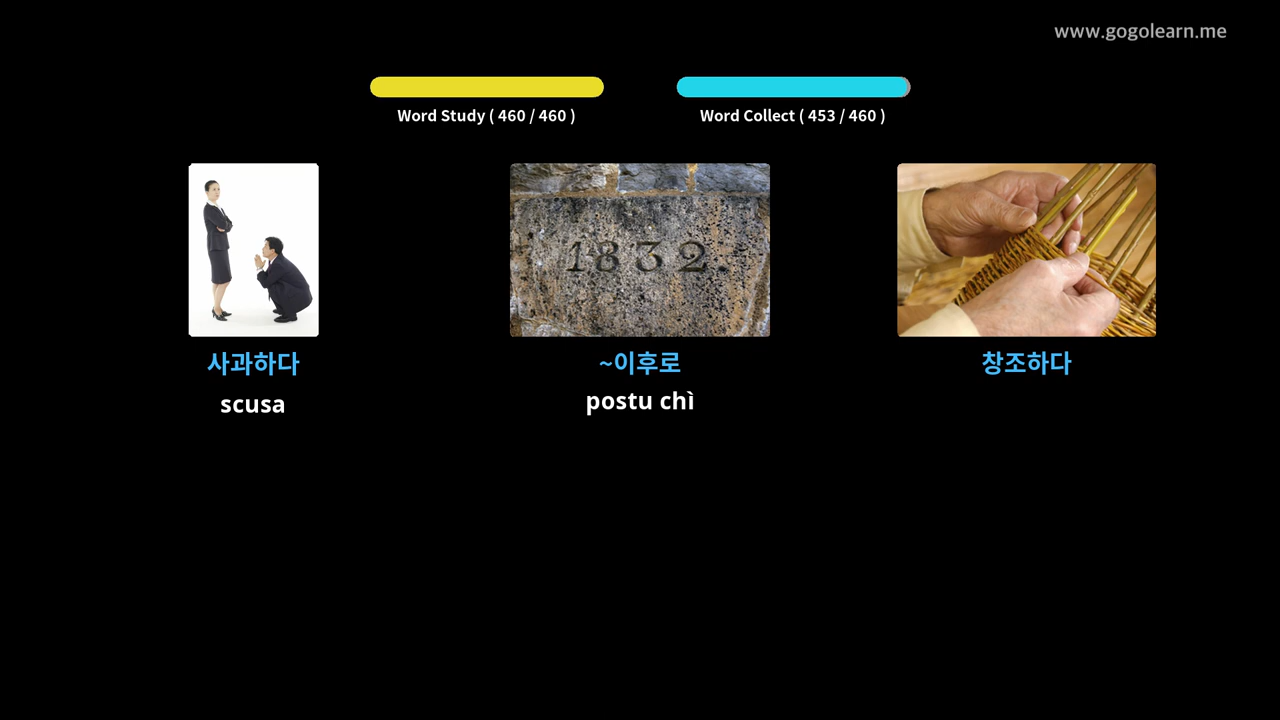 www.gogolearn.me
Word Study ( 460 / 460 )
Word Collect ( 453 / 460 )
1832.
사과하다
~이후로
창조하다
scusa
postu chì